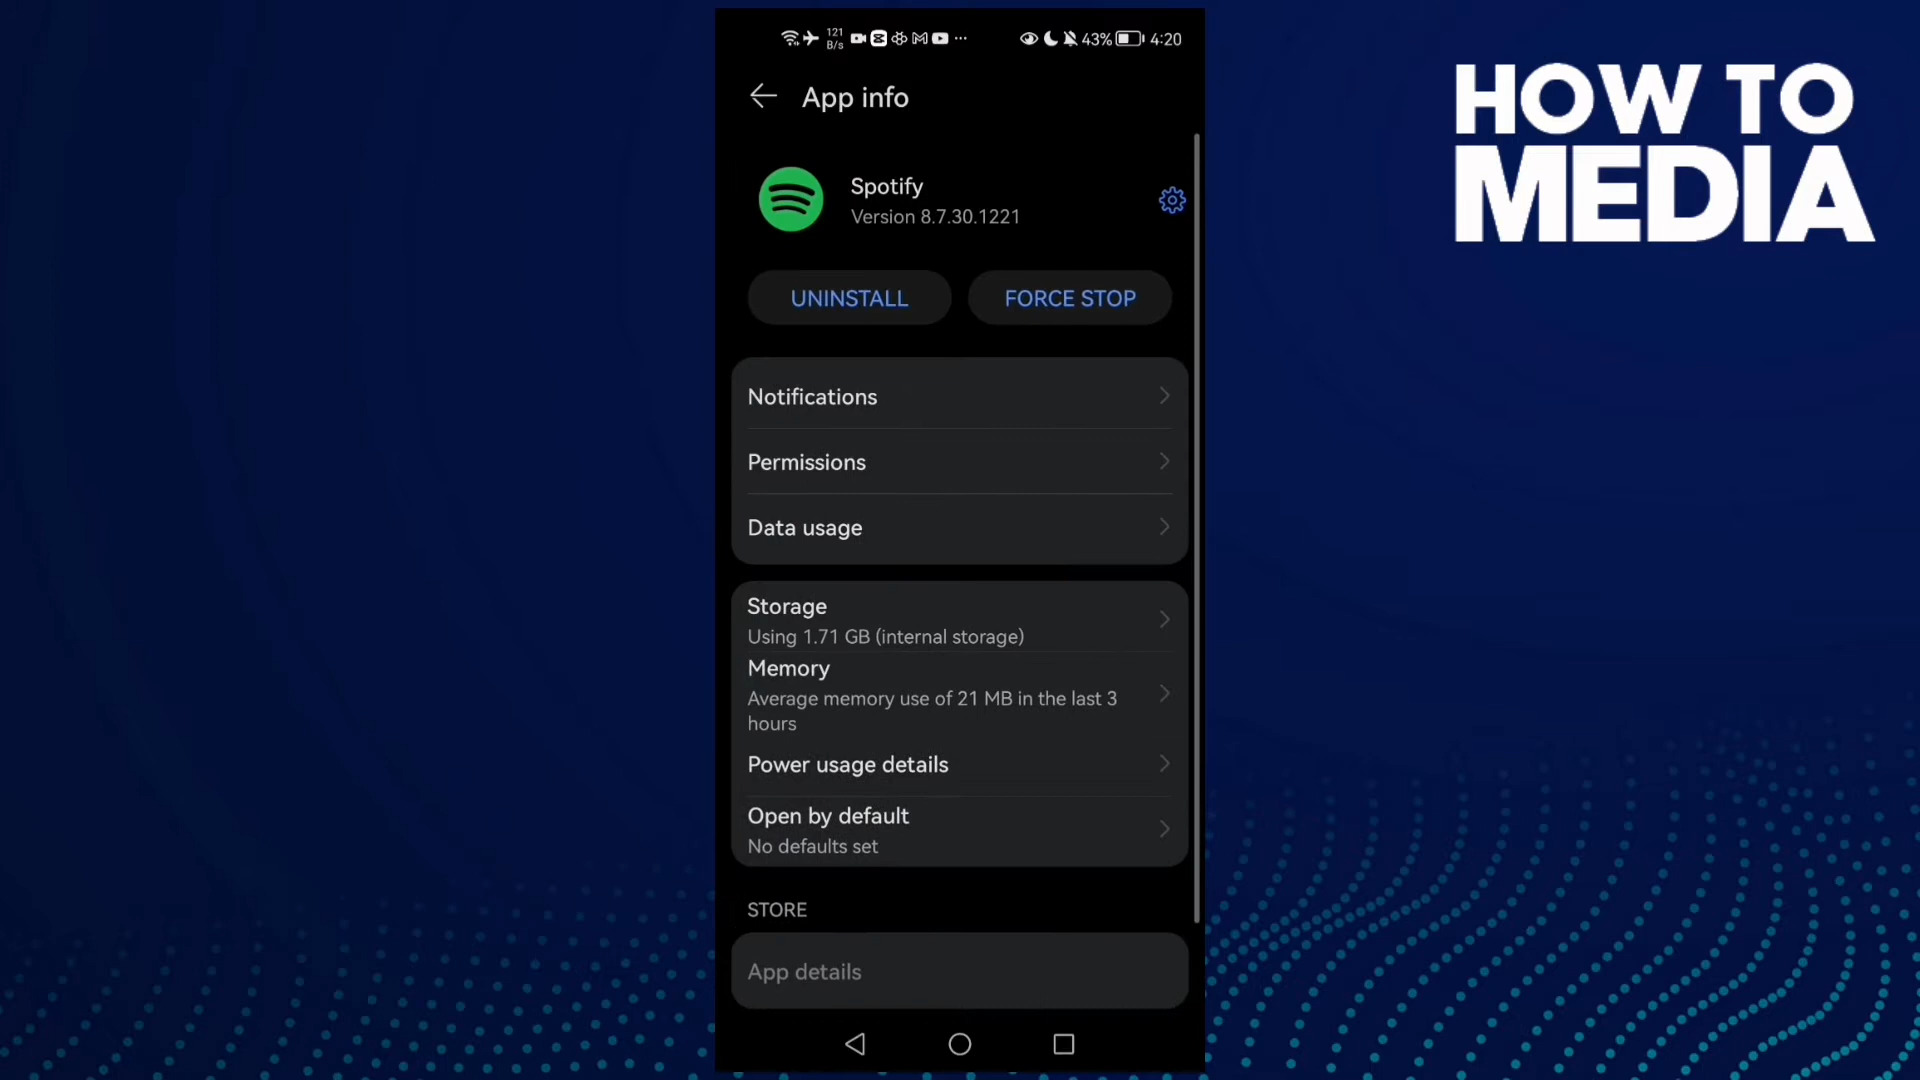 121
B/s
43%
4:20
App info
Spotify
Version 8.7.30.1221
UNINSTALL
FORCE STOP
Notifications
Permissions
Data usage
Storage
Using 1.71 GB (internal storage)
Memory
Average memory use of 21 MB in the last 3
hours
Power usage details
Open by default
No defaults set
STORE
App details
HOW TO
MEDIA